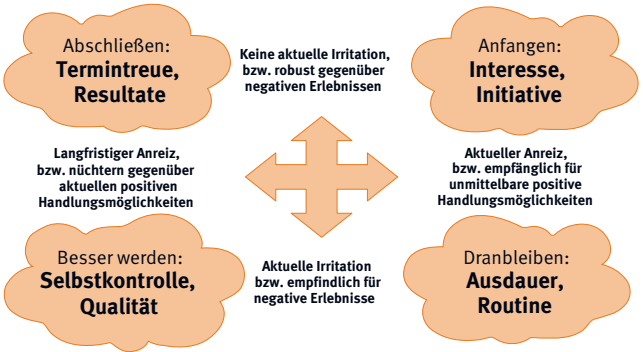 Abschließen:
Termintreue,
Resultate
Keine aktuelle Irritation,
bzw. robust gegenüber
negativen Erlebnissen
Anfangen:
Interesse,
Initiative
Langfristiger Anreiz,
bzw. nüchtern gegenüber
aktuellen positiven
Handlungsmöglichkeiten
Aktueller Anreiz,
bzw. empfänglich für
unmittelbare positive
Handlungsmöglichkeiten
Besser werden:
Selbstkontrolle,
Qualität
Aktuelle Irritation
bzw. empfindlich für
negative Erlebnisse
Dranbleiben:
Ausdauer,
Routine